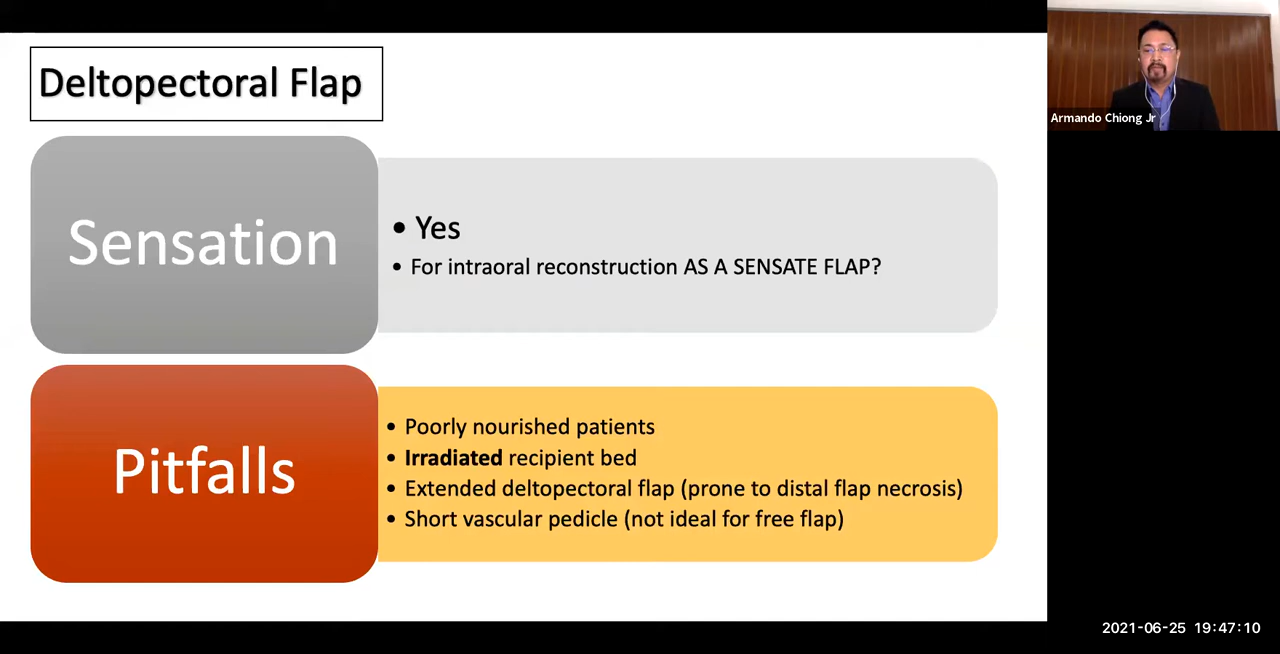 Deltopectoral Flap
Armando Chiong Jr
Sensation
• Yes
• For intraoral reconstruction AS A SENSATE FLAP?
Pitfalls
• Poorly nourished patients
• Irradiated recipient bed
• Extended deltopectoral flap (prone to distal flap necrosis)
• Short vascular pedicle (not ideal for free flap)
2021-06-25 19:47:10